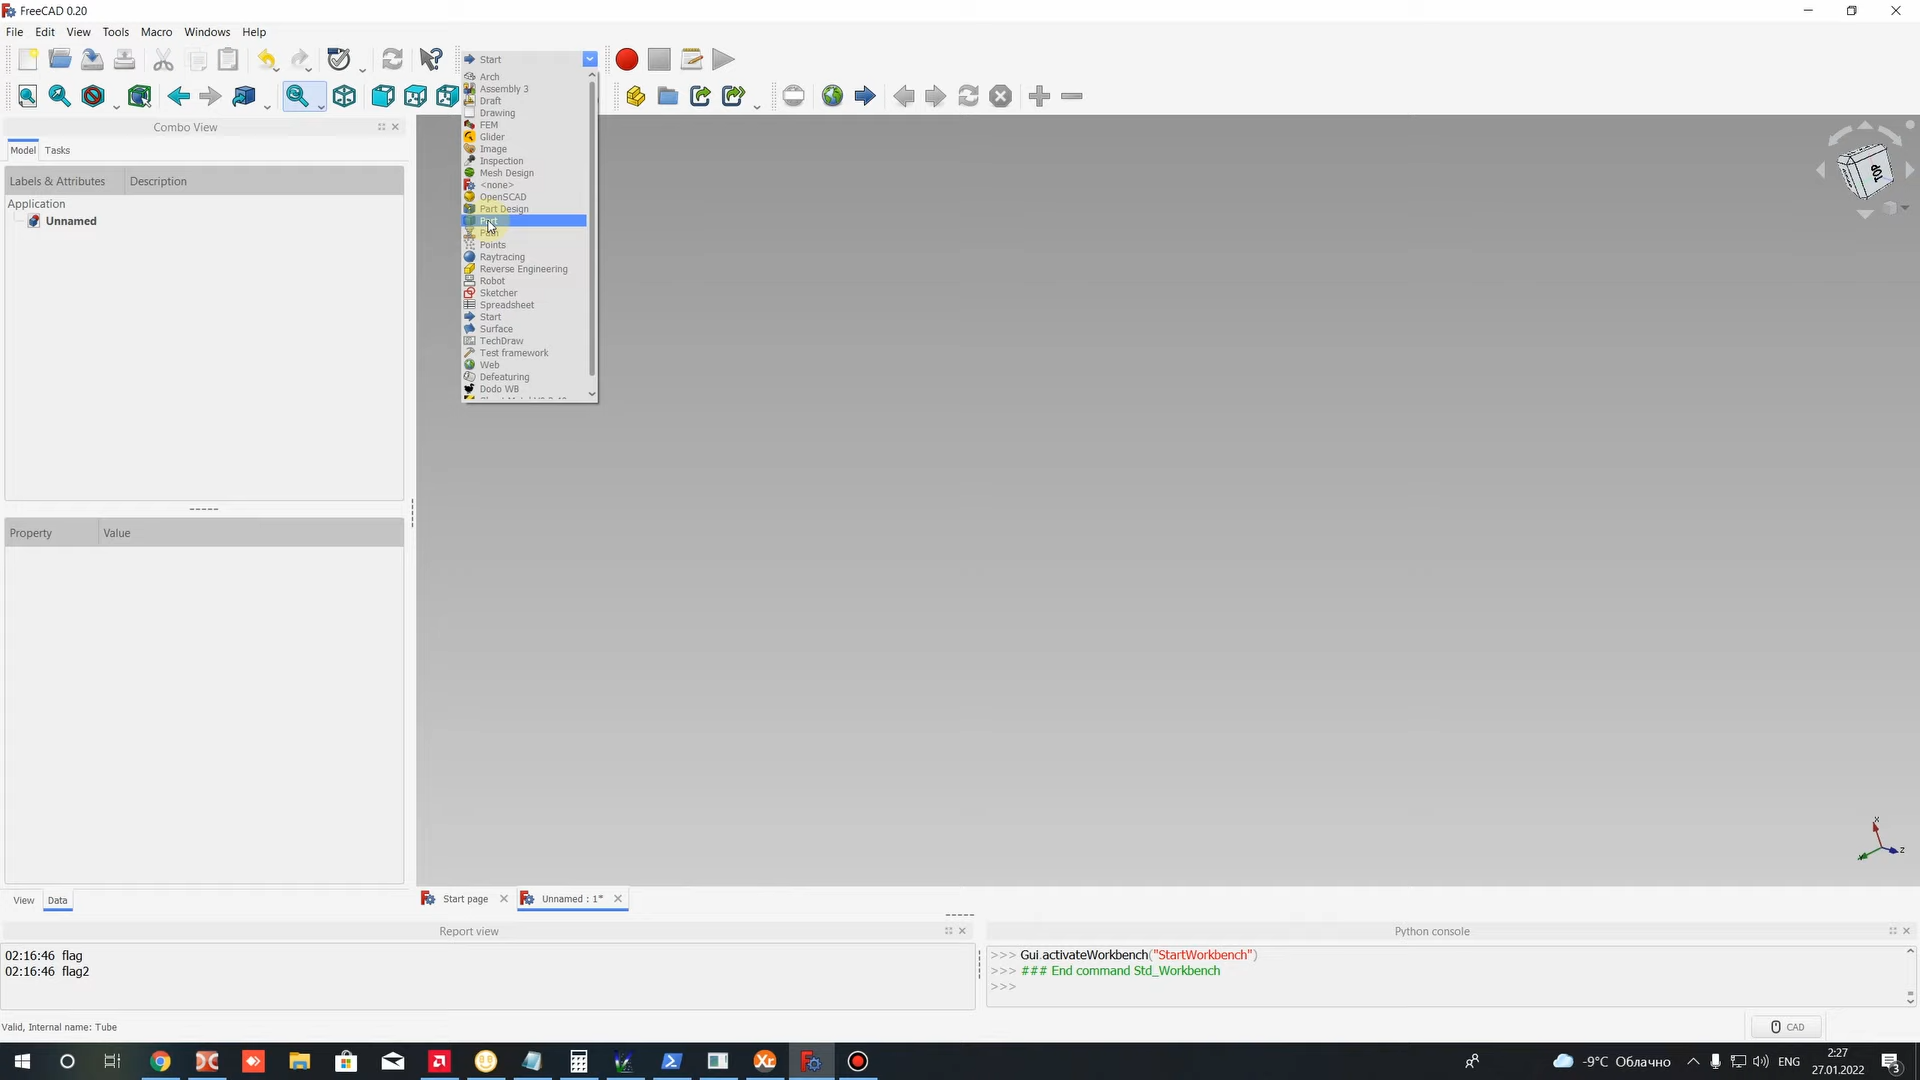 FreeCAD 0.20
File Edit View Tools Macro Windows Help
Start
Arch
Assembly 3
Draft
Drawing
FEM
Glider
Image
Inspection
Mesh Design
<none>
OpenSCAD
Part Design
Part
Path
Points
Raytracing
Reverse Engineering
Robot
Sketcher
Spreadsheet
Start
Surface
TechDraw
Test framework
Web
Defeaturing
Dodo WB
Combo View
Model Tasks
Labels & Attributes Description
Application
Unnamed
TOP
Property Value
X
Y
Z
View Data
Start page
Unnamed : 1*
Report view
02:16:46 flag
02:16:46 flag2
Python console
>>> Gui.activateWorkbench("StartWorkbench")
>>> ### End command Std_Workbench
>>>
Valid, Internal name: Tube
CAD
-9°C Облачно
ENG
2:27
27.01.2022
3